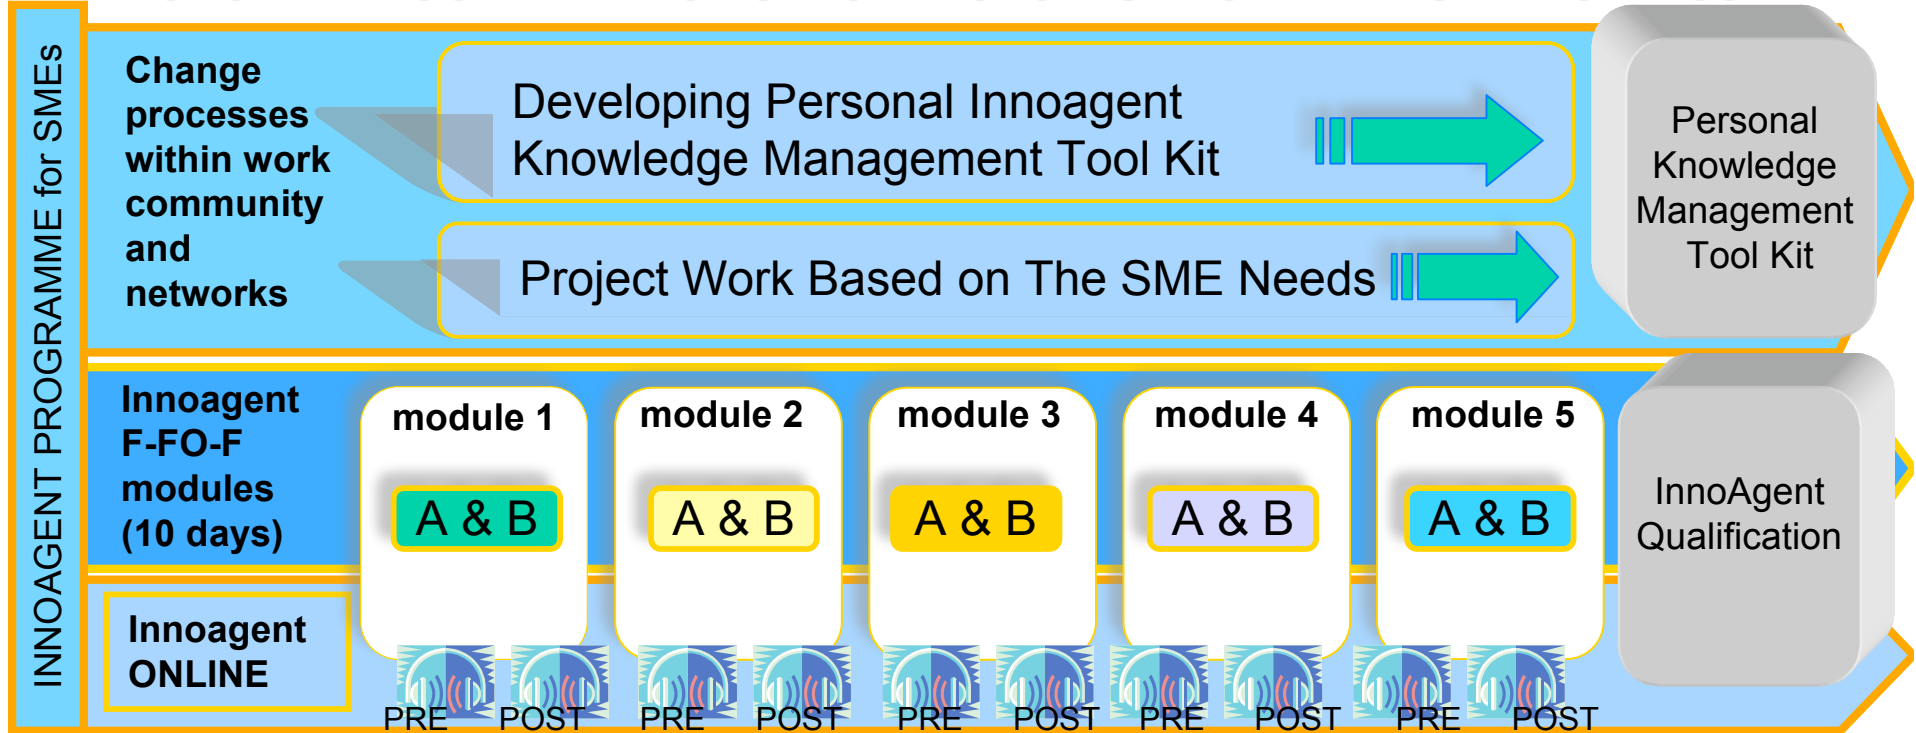 INNOAGENT PROGRAMME for SMEs
Change
processes
within work
community
and
networks
Developing Personal Innoagent
Knowledge Management Tool Kit
Project Work Based on The SME Needs
Personal
Knowledge
Management
Tool Kit
Innoagent
F-FO-F
modules
(10 days)
module 1
A & B
module 2
A & B
module 3
A & B
module 4
A & B
module 5
A & B
InnoAgent
Qualification
Innoagent
ONLINE
PRE POST PRE POST PRE POST PRE POST PRE POST